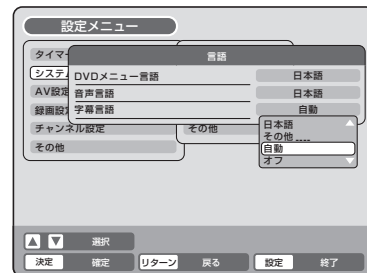 設定メニュー
タイマー
言語
システム
DVDメニュー言語 日本語
AV設定
音声言語 日本語
録画設定
字幕言語 自動
チャンネル設定
その他
日本語
その他 ----
自動
オフ
その他
▲ ▼ 選択
決定 確定 リターン 戻る 設定 終了